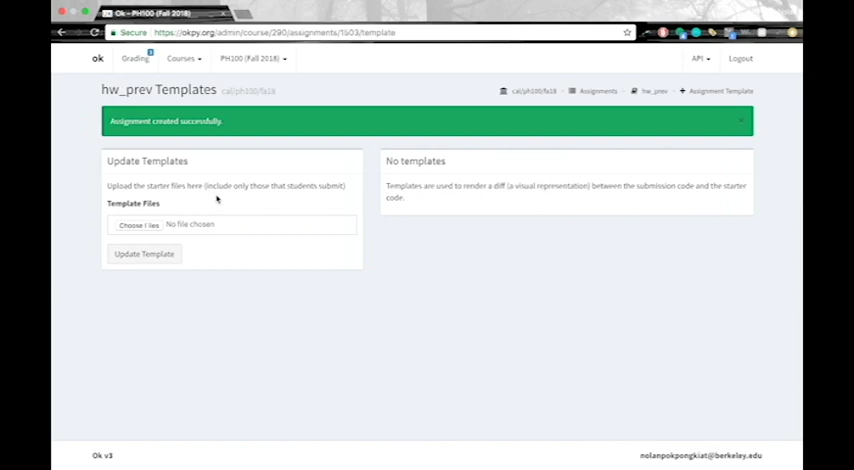 Ok – PH100 (Fall 2018)
Secure https://okpy.org/admin/course/290/assignments/1503/template
ok Grading 3 Courses PH100 (Fall 2018) API Logout
hw_prev Templates cal/ph100/fa18 cal/ph100/fa18 Assignments hw_prev Assignment Template
Assignment created successfully.
Update Templates
Upload the starter files here (include only those that students submit)
Template Files
Choose Files No file chosen
Update Template
No templates
Templates are used to render a diff (a visual representation) between the submission code and the starter
code.
Ok v3 nolanpokpongkiat@berkeley.edu